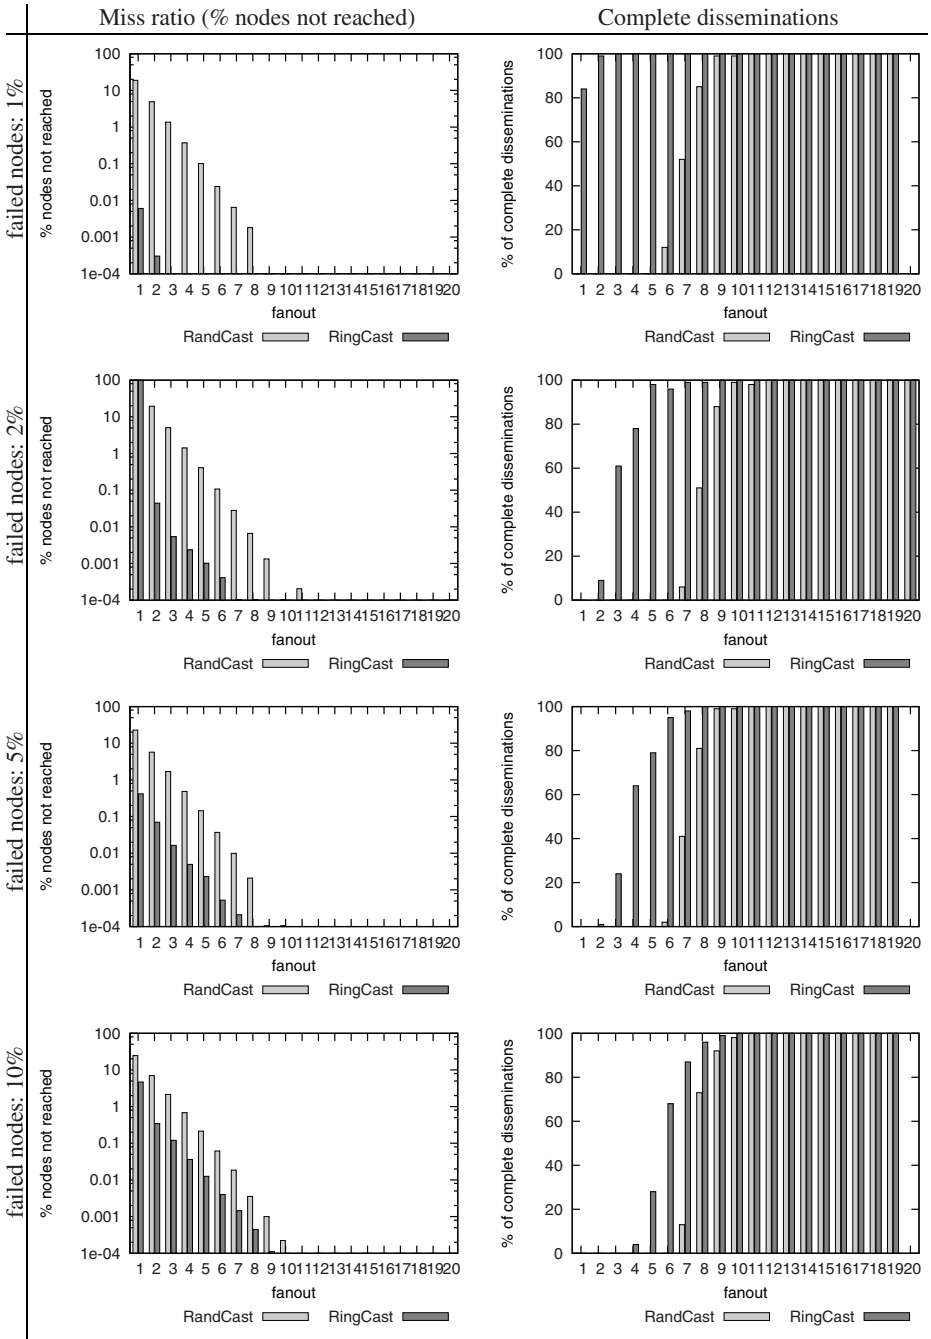 Miss ratio (% nodes not reached) Complete disseminations
failed nodes: 1%
% nodes not reached
100
10
1
0.1
0.01
0.001
1e-04
1 2 3 4 5 6 7 8 9 10 11 12 13 14 15 16 17 18 19 20
fanout
RandCast RingCast
% of complete disseminations
100
80
60
40
20
0
1 2 3 4 5 6 7 8 9 10 11 12 13 14 15 16 17 18 19 20
fanout
RandCast RingCast
failed nodes: 2%
% nodes not reached
100
10
1
0.1
0.01
0.001
1e-04
1 2 3 4 5 6 7 8 9 10 11 12 13 14 15 16 17 18 19 20
fanout
RandCast RingCast
% of complete disseminations
100
80
60
40
20
0
1 2 3 4 5 6 7 8 9 10 11 12 13 14 15 16 17 18 19 20
fanout
RandCast RingCast
failed nodes: 5%
% nodes not reached
100
10
1
0.1
0.01
0.001
1e-04
1 2 3 4 5 6 7 8 9 10 11 12 13 14 15 16 17 18 19 20
fanout
RandCast RingCast
% of complete disseminations
100
80
60
40
20
0
1 2 3 4 5 6 7 8 9 10 11 12 13 14 15 16 17 18 19 20
fanout
RandCast RingCast
failed nodes: 10%
% nodes not reached
100
10
1
0.1
0.01
0.001
1e-04
1 2 3 4 5 6 7 8 9 10 11 12 13 14 15 16 17 18 19 20
fanout
RandCast RingCast
% of complete disseminations
100
80
60
40
20
0
1 2 3 4 5 6 7 8 9 10 11 12 13 14 15 16 17 18 19 20
fanout
RandCast RingCast